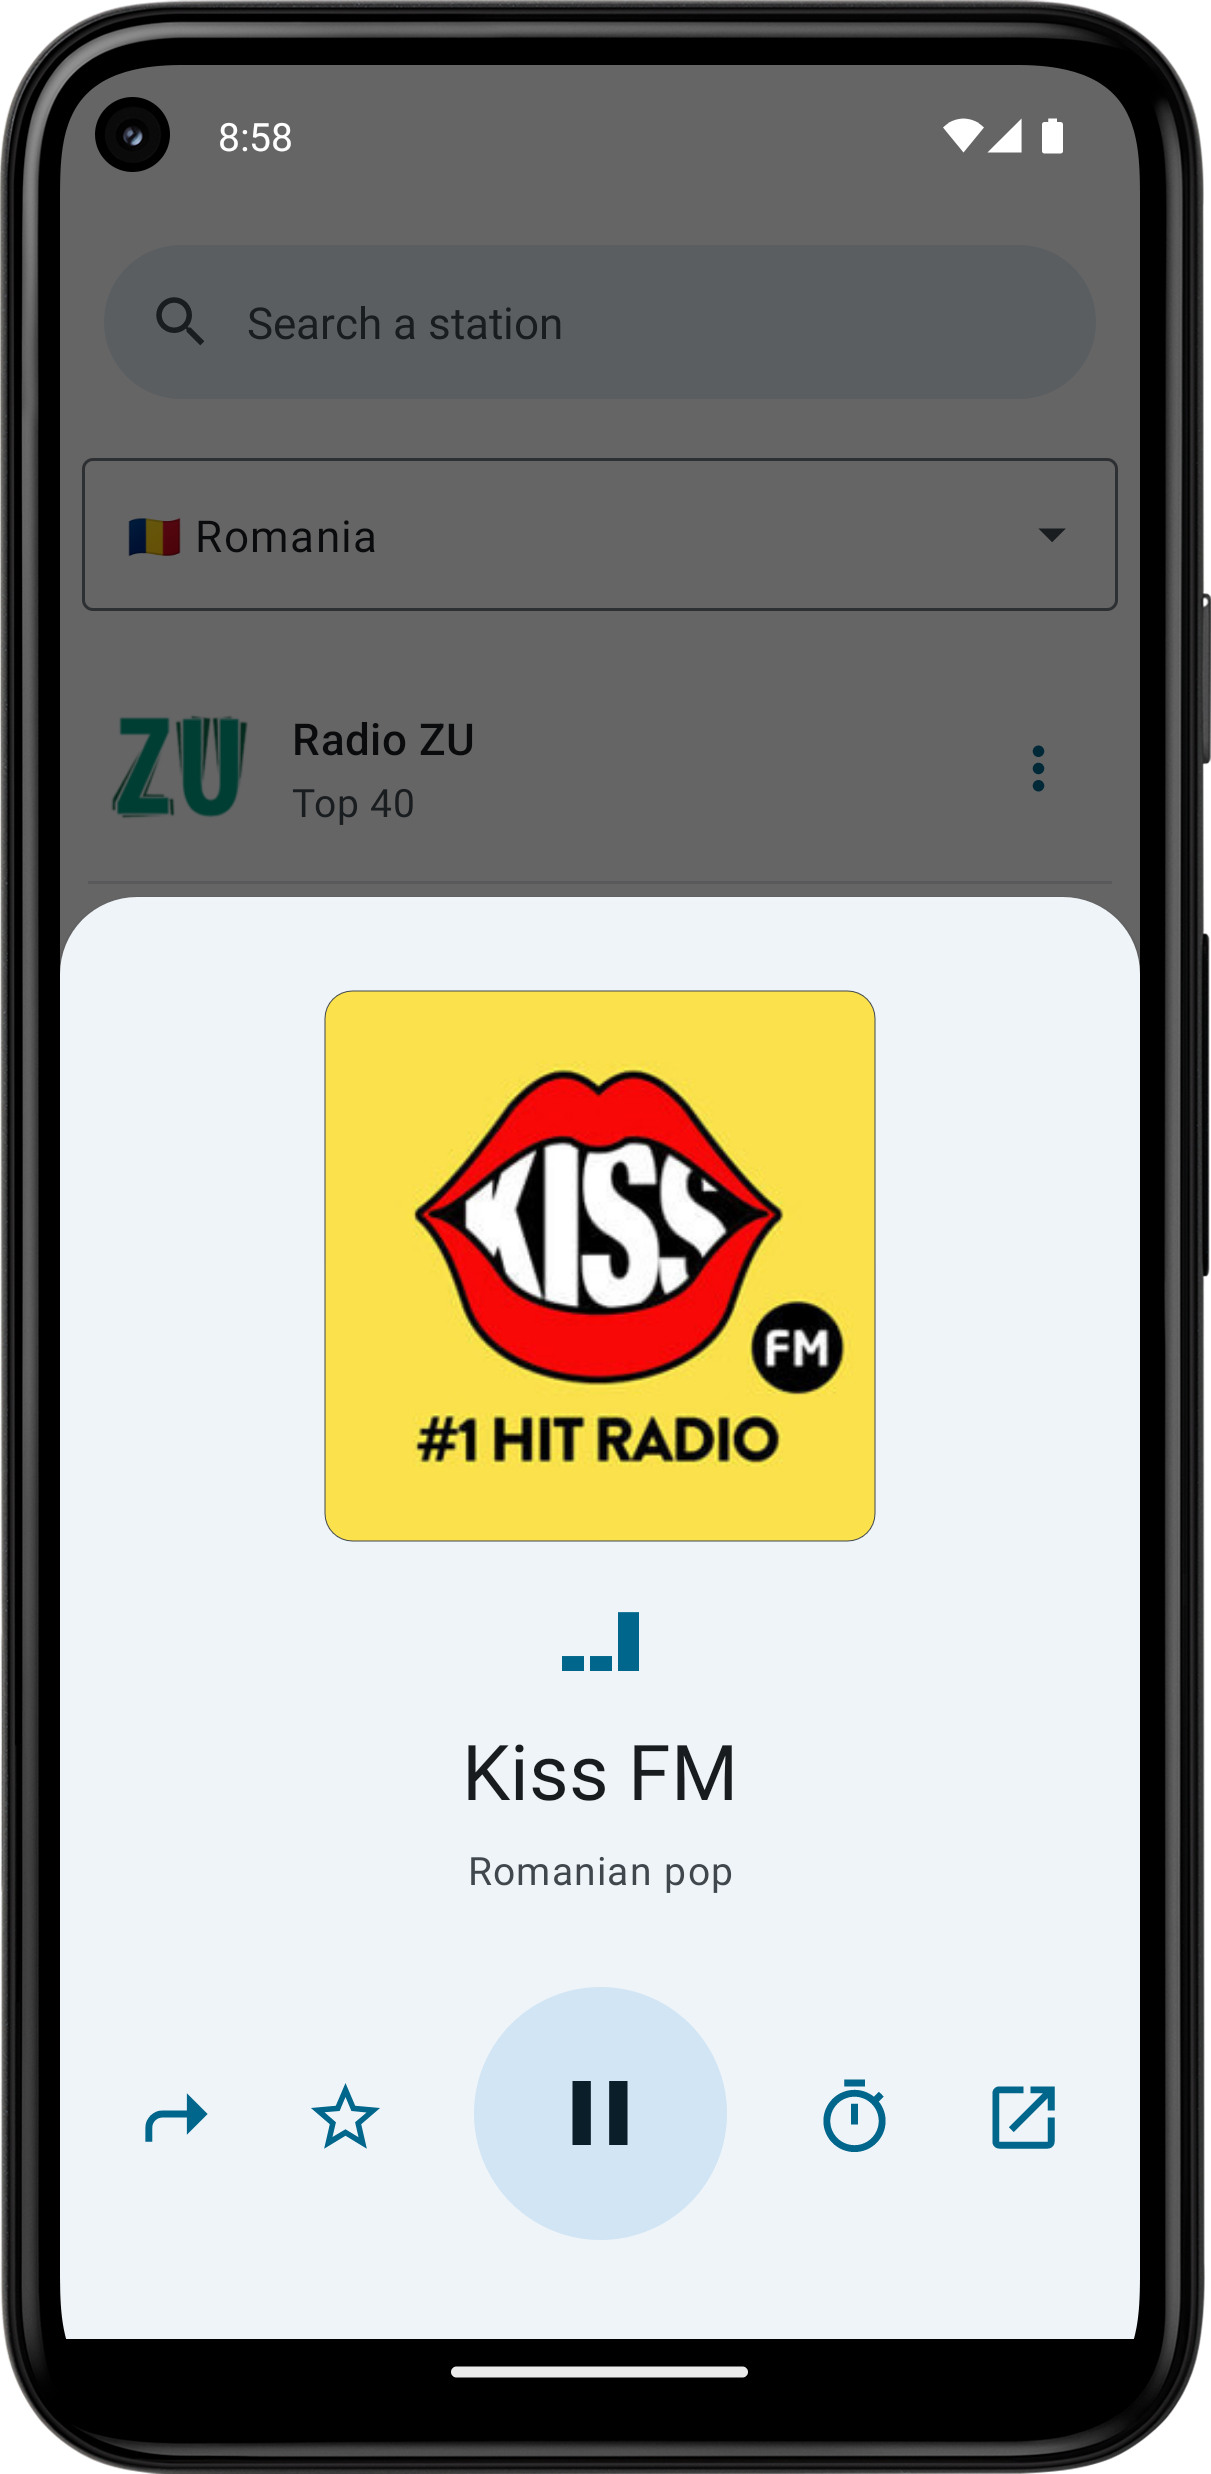 8:58
Search a station
🇷🇴 Romania
ZU
Radio ZU
Top 40
KISS
FM
#1 HIT RADIO
Kiss FM
Romanian pop